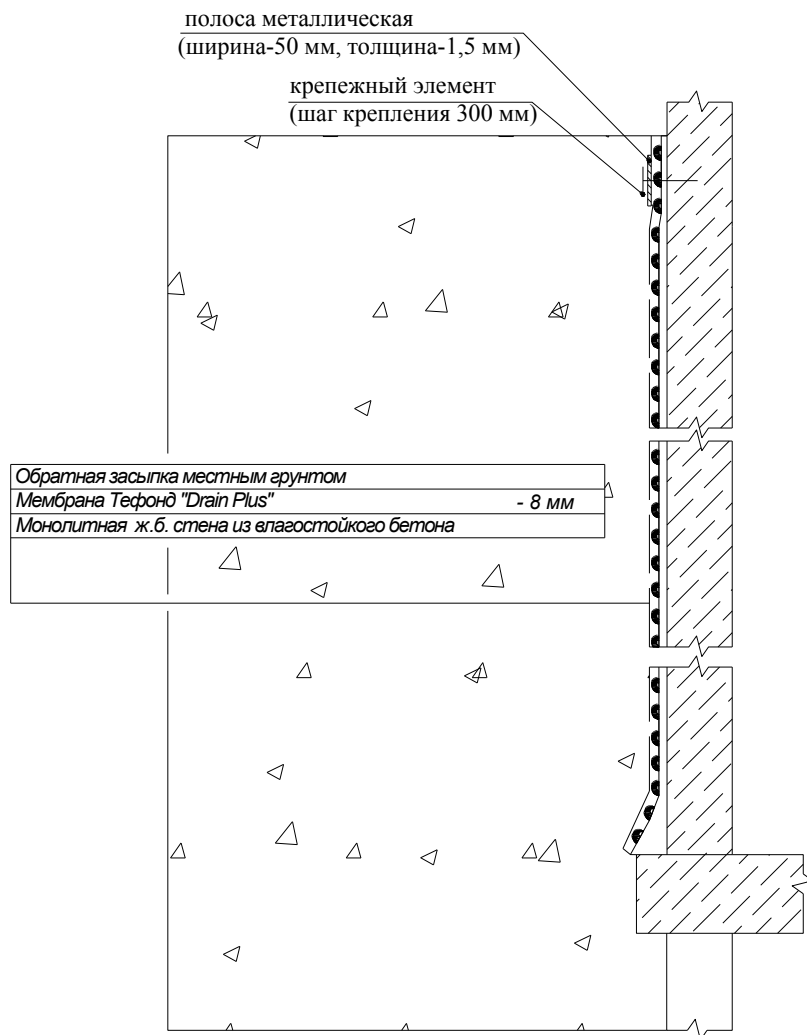 полоса металлическая
(ширина-50 мм, толщина-1,5 мм)
крепежный элемент
(шаг крепления 300 мм)
Обратная засыпка местным грунтом
Мембрана Тефонд "Drain Plus" - 8 мм
Монолитная ж.б. стена из влагостойкого бетона